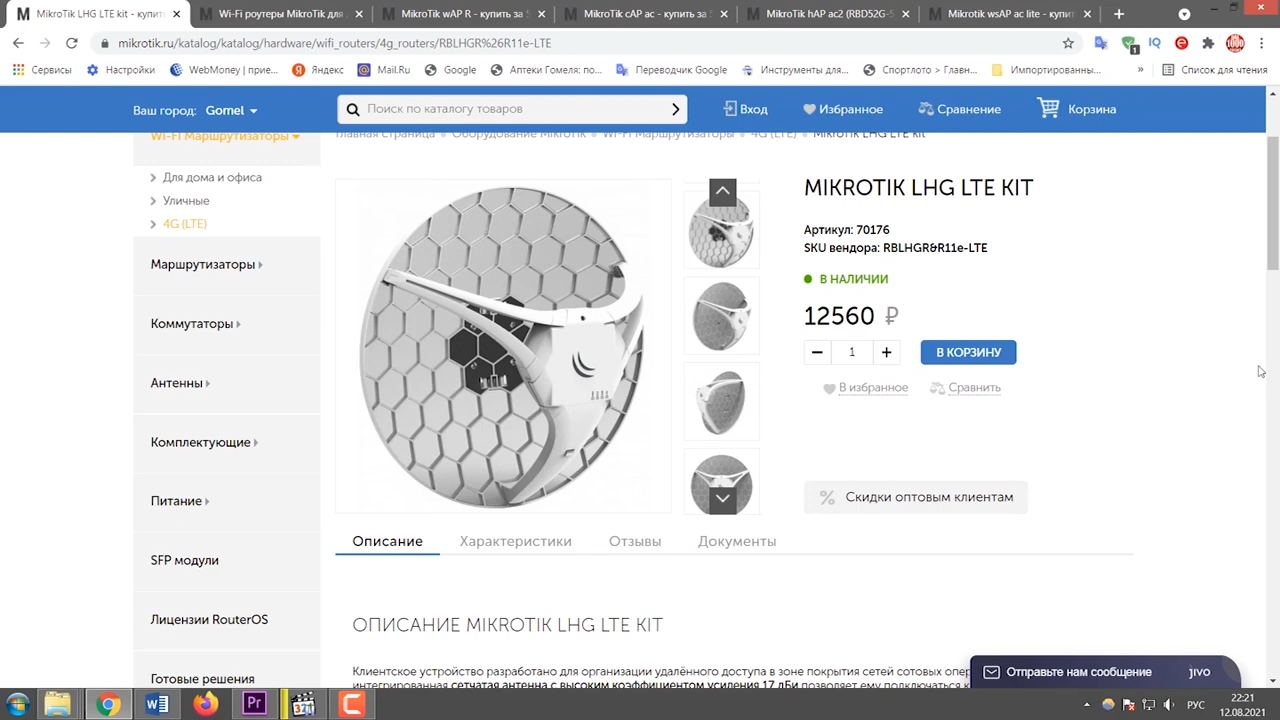 MikroTik LHG LTE kit - купит
Wi-Fi роутеры MikroTik для д
MikroTik wAP R - купить за 5
MikroTik cAP ac - купить за 5
MikroTik hAP ac2 (RBD52G-5
Mikrotik wsAP ac lite - купить
mikrotik.ru/katalog/katalog/hardware/wifi_routers/4g_routers/RBLHGR%26R11e-LTE
Сервисы
Настройки
WebMoney | прие...
Яндекс
Mail.Ru
Google
Аптеки Гомеля: по...
Переводчик Google
Инструменты для...
Спортлото > Главн...
Импортированны...
»
Список для чтения
Ваш город: Gomel
Поиск по каталогу товаров
Вход
Избранное
Сравнение
Корзина
Wi-Fi Маршрутизаторы
Главная страница
Оборудование Mikrotik
Wi-Fi Маршрутизаторы
4G (LTE)
Mikrotik LHG LTE kit
Для дома и офиса
Уличные
4G (LTE)
Маршрутизаторы
Коммутаторы
Антенны
Комплектующие
Питание
SFP модули
Лицензии RouterOS
Готовые решения
MIKROTIK LHG LTE KIT
Артикул: 70176
SKU вендора: RBLHGR&R11e-LTE
В НАЛИЧИИ
12560 ₽
− 1 +
В КОРЗИНУ
В избранное
Сравнить
% Скидки оптовым клиентам
Описание
Характеристики
Отзывы
Документы
ОПИСАНИЕ MIKROTIK LHG LTE KIT
Клиентское устройство разработано для организации удалённого доступа в зоне покрытия сетей сотовых опер
интегрированная сетчатая антенна с высоким коэффициентом усиления 17 дБи позволяет ему подключаться к
Отправьте нам сообщение
jivo
РУС
22:21
12.08.2021